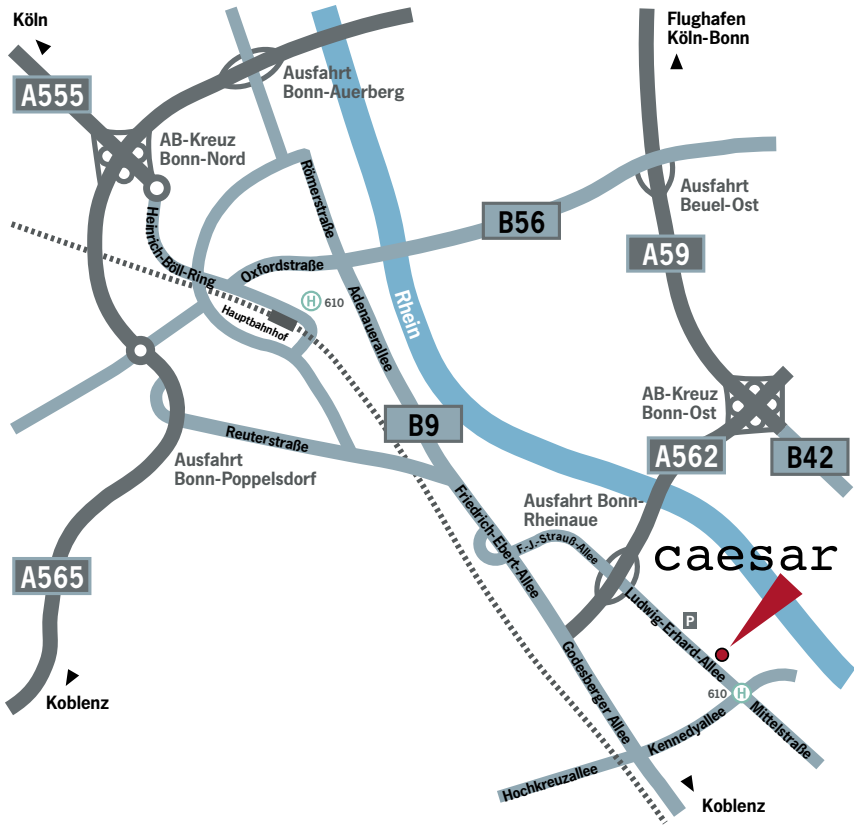 Köln
Flughafen
Köln-Bonn
Ausfahrt
Bonn-Auerberg
A555
AB-Kreuz
Bonn-Nord
Römerstraße
Ausfahrt
Beuel-Ost
B56
Heinrich-Böll-Ring
A59
Oxfordstraße
H 610
Hauptbahnhof
Adenauerallee
Rhein
AB-Kreuz
Bonn-Ost
B9
Reuterstraße
A562
B42
Ausfahrt
Bonn-Poppelsdorf
Friedrich-Ebert-Allee
Ausfahrt Bonn-
Rheinaue
F.-J.-Strauß-Allee
caesar
A565
Ludwig-Erhard-Allee
P
Godesberger Allee
Koblenz
610 H
Kennedyallee
Mittelstraße
Hochkreuzallee
Koblenz